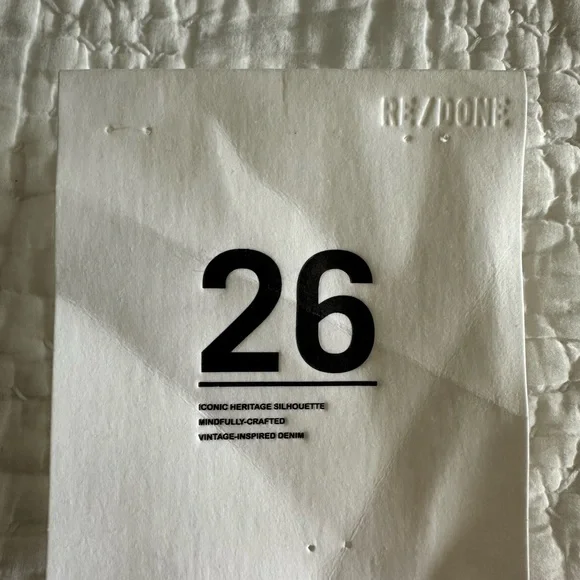 RE/DONE
26
ICONIC HERITAGE SILHOUETTE
MINDFULLY-CRAFTED
VINTAGE-INSPIRED DENIM